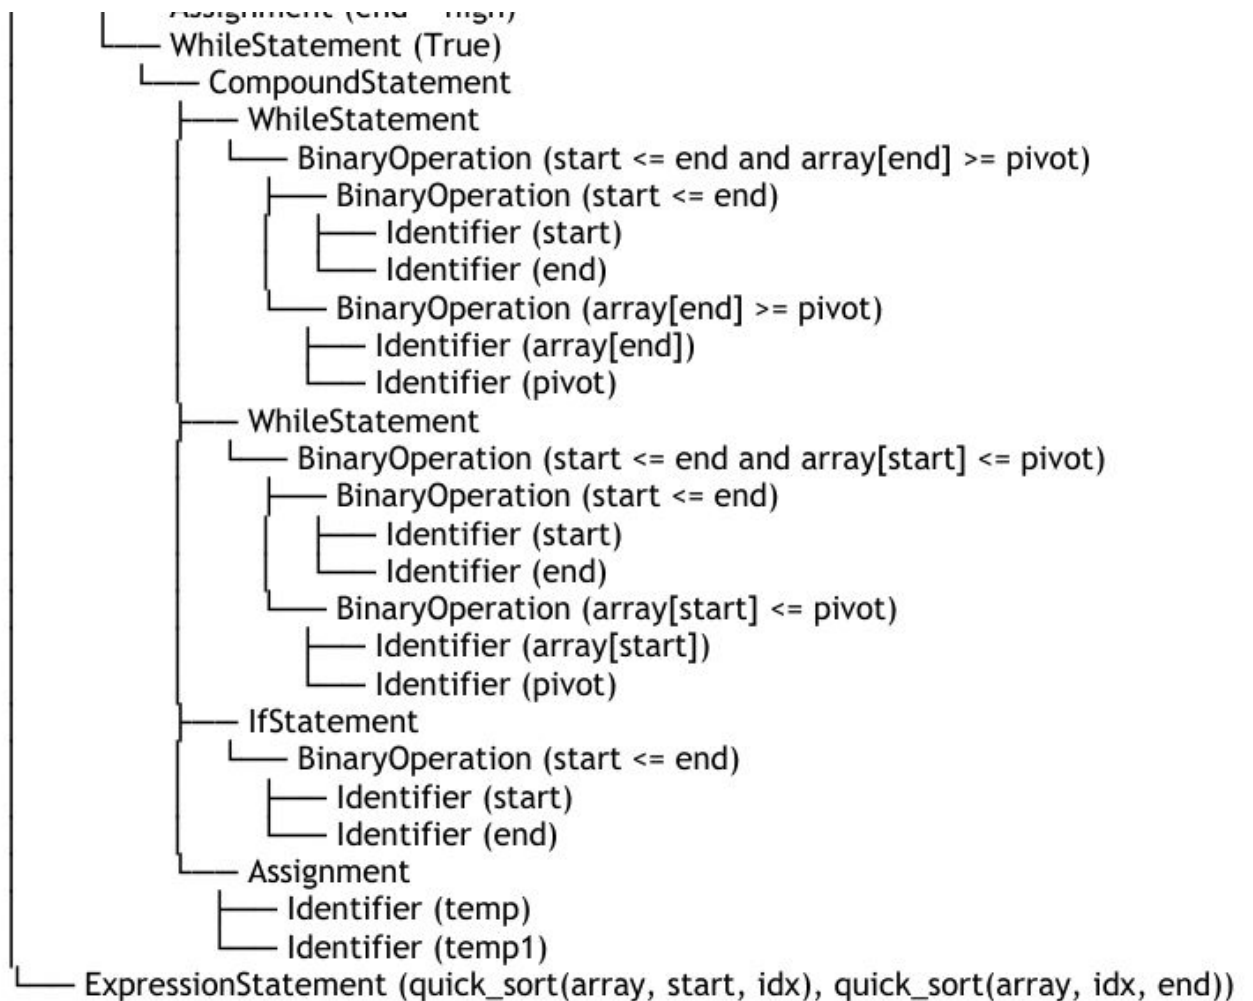 Assignment (end = high)
WhileStatement (True)
CompoundStatement
WhileStatement
BinaryOperation (start <= end and array[end] >= pivot)
BinaryOperation (start <= end)
Identifier (start)
Identifier (end)
BinaryOperation (array[end] >= pivot)
Identifier (array[end])
Identifier (pivot)
WhileStatement
BinaryOperation (start <= end and array[start] <= pivot)
BinaryOperation (start <= end)
Identifier (start)
Identifier (end)
BinaryOperation (array[start] <= pivot)
Identifier (array[start])
Identifier (pivot)
IfStatement
BinaryOperation (start <= end)
Identifier (start)
Identifier (end)
Assignment
Identifier (temp)
Identifier (temp1)
ExpressionStatement (quick_sort(array, start, idx), quick_sort(array, idx, end))